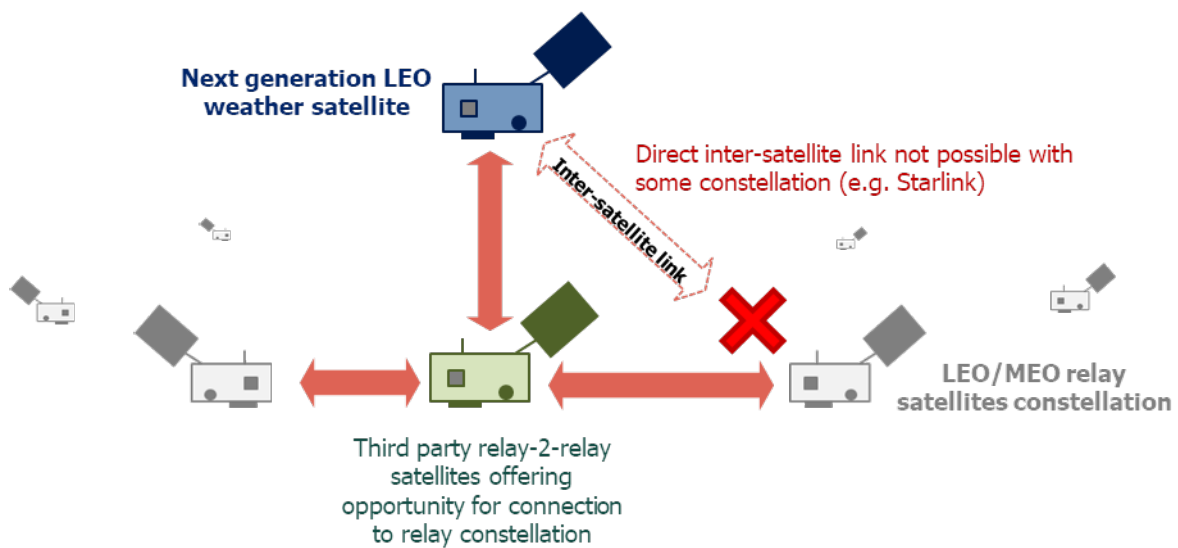 Next generation LEO
weather satellite
Direct inter-satellite link not possible with
some constellation (e.g. Starlink)
Inter-satellite link
LEO/MEO relay
satellites constellation
Third party relay-2-relay
satellites offering
opportunity for connection
to relay constellation